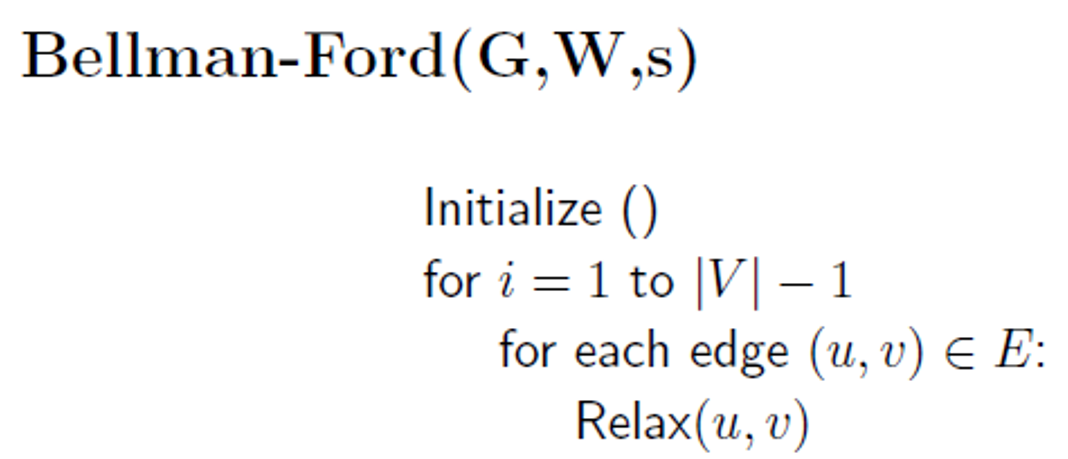 Bellman-Ford(G,W,s)
Initialize ()
for i = 1 to |V| − 1
for each edge (u, v) ∈ E:
Relax(u, v)